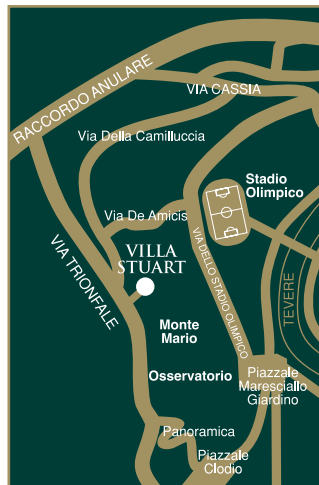 RACCORDO ANULARE
VIA CASSIA
Via Della Camilluccia
Stadio
Olimpico
Via De Amicis
VIA TRIONFALE
VILLA
STUART
VIA DELLO STADIO OLIMPICO
TEVERE
Monte
Mario
Osservatorio
Piazzale
Maresciallo
Giardino
Panoramica
Piazzale
Clodio